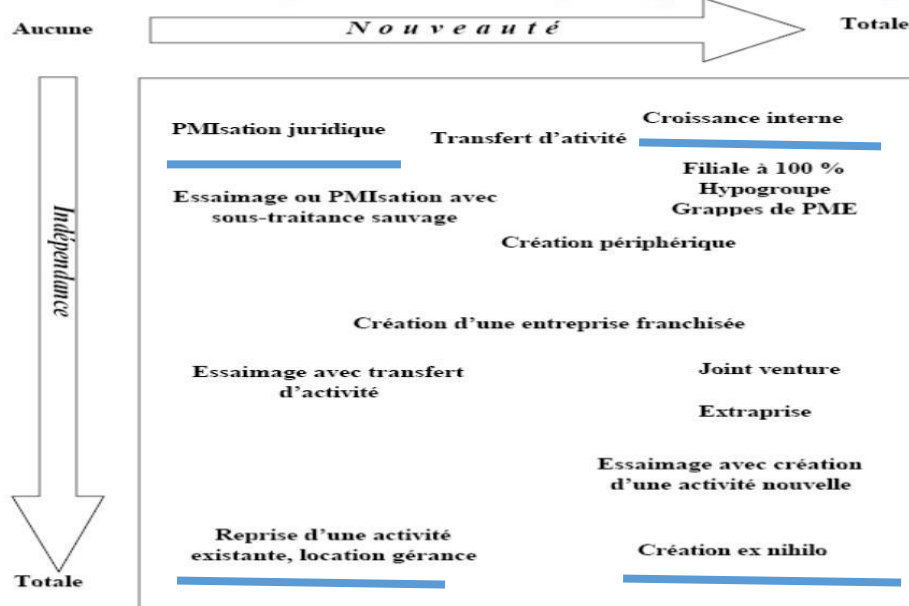 Aucune
Nouveauté
Totale
Indépendance
PMIsation juridique
Transfert d'ativité
Croissance interne
Filiale à 100 %
Hypogroupe
Grappes de PME
Essaimage ou PMIsation avec
sous-traitance sauvage
Création périphérique
Création d'une entreprise franchisée
Essaimage avec transfert
d'activité
Joint venture
Extraprise
Essaimage avec création
d'une activité nouvelle
Reprise d'une activité
existante, location gérance
Création ex nihilo
Totale